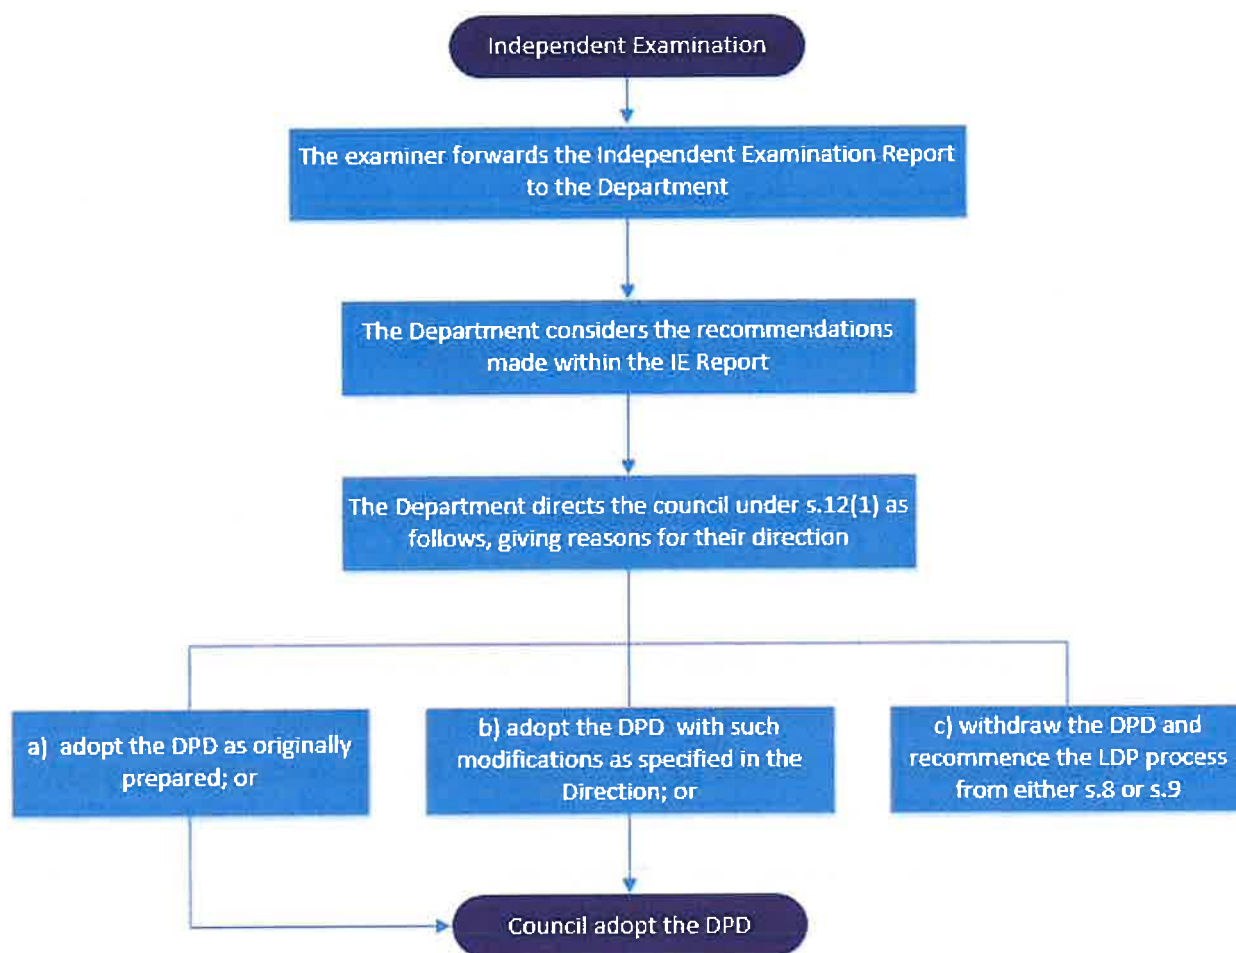 Independent Examination
The examiner forwards the Independent Examination Report
to the Department
The Department considers the recommendations
made within the IE Report
The Department directs the council under s.12(1) as
follows, giving reasons for their direction
a) adopt the DPD as originally
prepared; or
b) adopt the DPD with such
modifications as specified in the
Direction; or
c) withdraw the DPD and
recommence the LDP process
from either s.8 or s.9
Council adopt the DPD